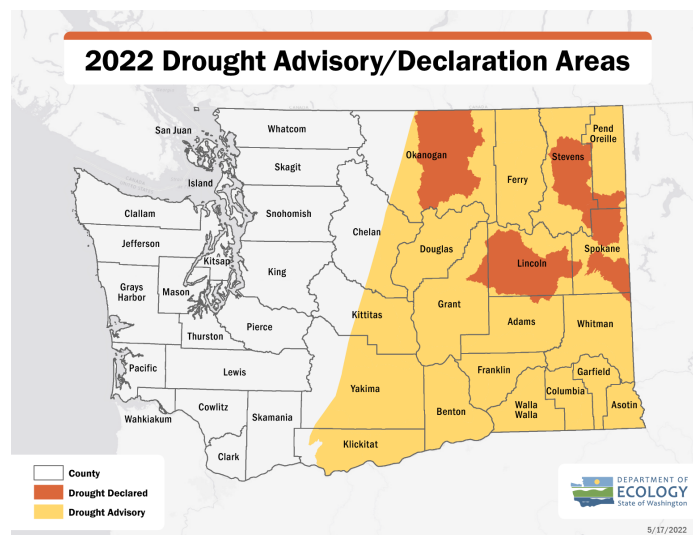 2022 Drought Advisory/Declaration Areas
San Juan
Whatcom
Okanogan
Pend
Oreille
Stevens
Skagit
Island
Ferry
Clallam
Snohomish
Chelan
Jefferson
Douglas
Spokane
Kitsap
King
Lincoln
Grays
Harbor
Mason
Grant
Kittitas
Adams
Whitman
Thurston
Pierce
Pacific
Lewis
Franklin
Garfield
Yakima
Columbia
Benton
Walla
Walla
Asotin
Wahkiakum
Cowlitz
Skamania
Klickitat
Clark
County
Drought Declared
Drought Advisory
DEPARTMENT OF
ECOLOGY
State of Washington
5/17/2022